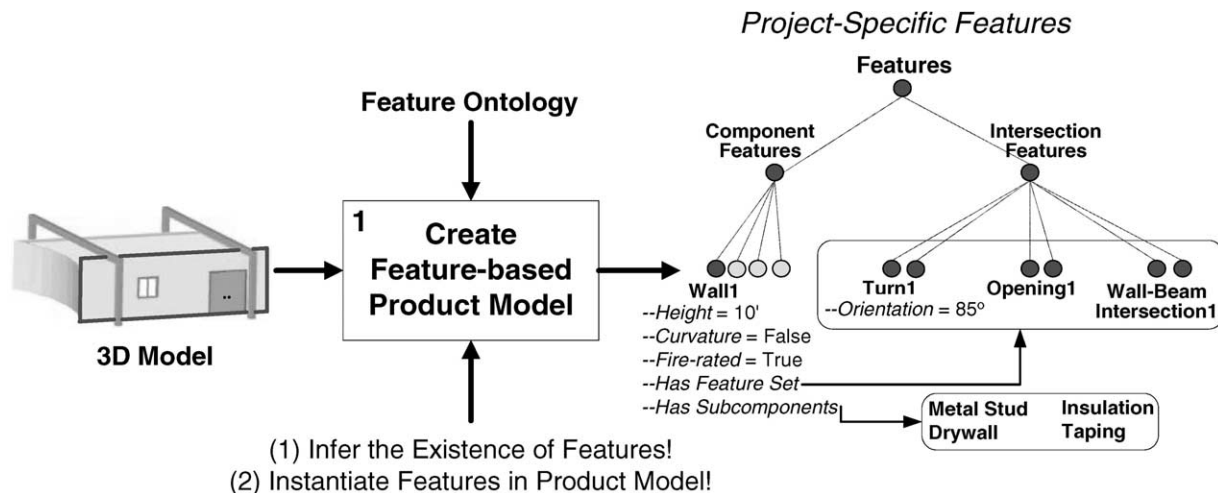 Project-Specific Features
Features
Feature Ontology
Component
Features
Intersection
Features
1
Create
Feature-based
Product Model
3D Model
Wall1
--Height = 10'
--Curvature = False
--Fire-rated = True
--Has Feature Set
--Has Subcomponents
Turn1
--Orientation = 85º
Opening1
Wall-Beam
Intersection1
Metal Stud
Drywall
Insulation
Taping
(1) Infer the Existence of Features!
(2) Instantiate Features in Product Model!